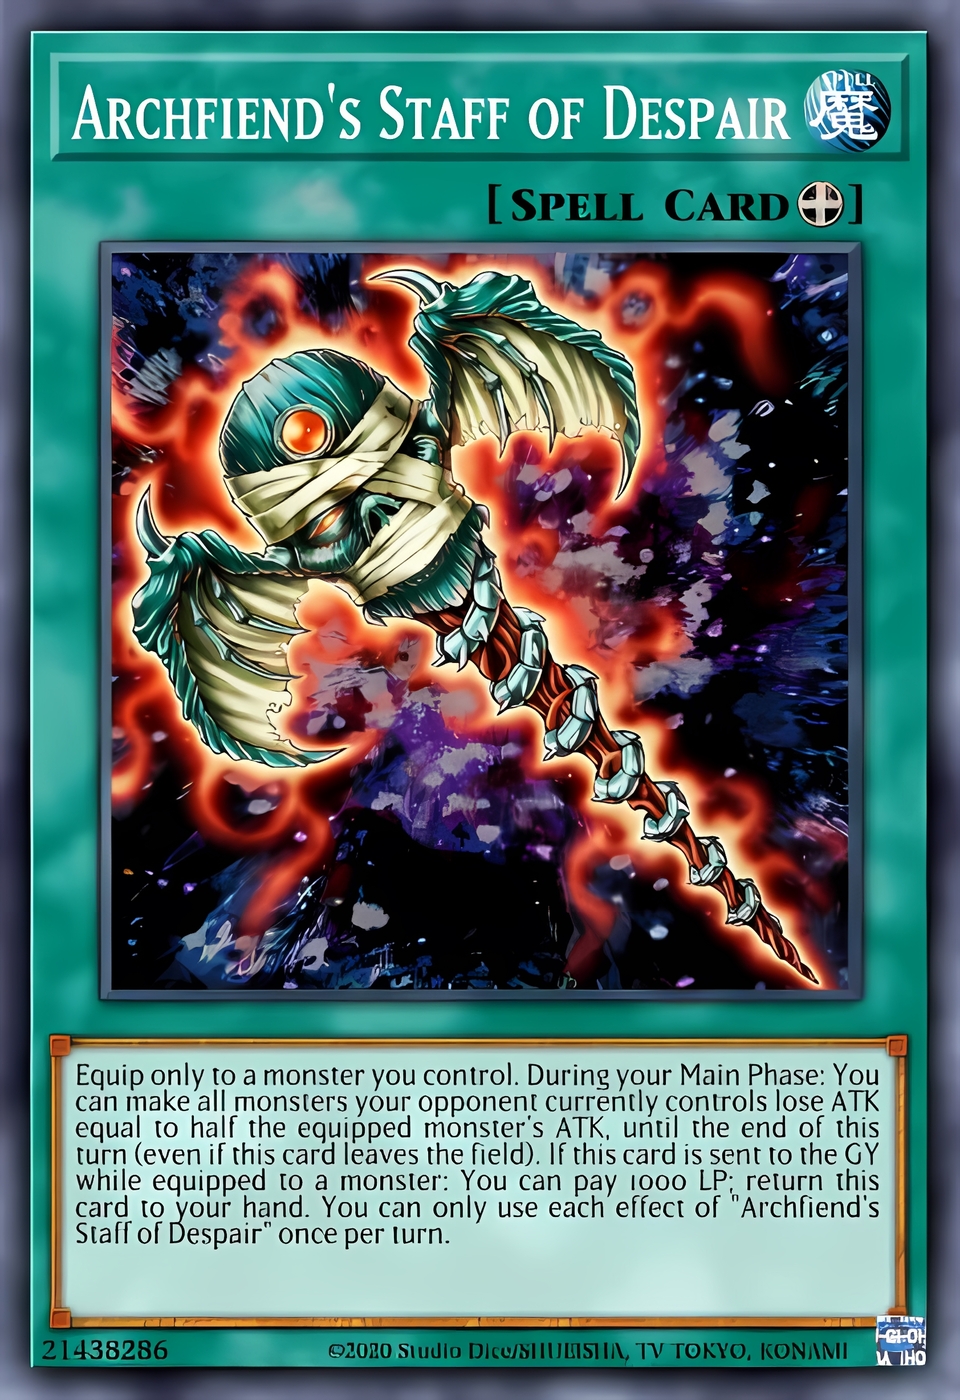 Archfiend's Staff of Despair
魔
[Spell Card]
Equip only to a monster you control. During your Main Phase: You
can make all monsters your opponent currently controls lose ATK
equal to half the equipped monster's ATK, until the end of this
turn (even if this card leaves the field). If this card is sent to the GY
while equipped to a monster: You can pay 1000 LP; return this
card to your hand. You can only use each effect of "Archfiend's
Staff of Despair" once per turn.
21438286
©2020 Studio Dice/SHUEISHA, TV TOKYO, KONAMI